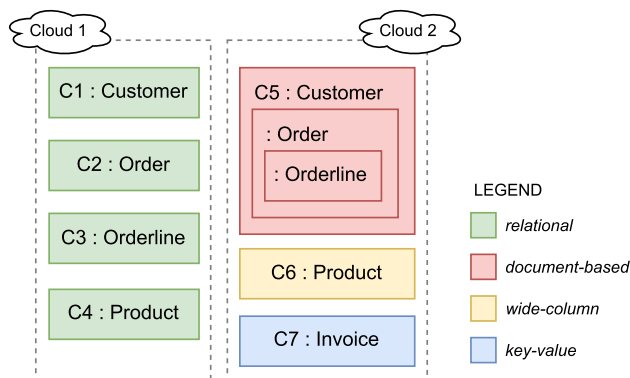 Cloud 1
C1 : Customer
C2 : Order
C3 : Orderline
C4 : Product
Cloud 2
C5 : Customer
: Order
: Orderline
C6 : Product
C7 : Invoice
LEGEND
relational
document-based
wide-column
key-value